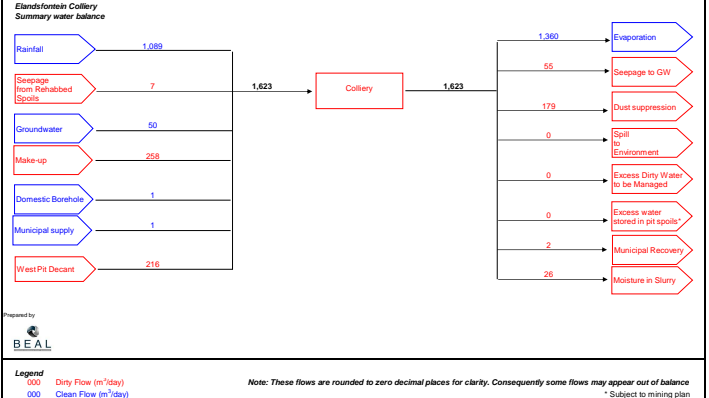 Elandsfontein Colliery
Summary water balance
Rainfall
1,089
Seepage
from Rehabbed
Spoils
7
Groundwater
50
Make-up
258
Domestic Borehole
1
Municipal supply
1
West Pit Decant
216
1,623
Colliery
1,623
1,360
Evaporation
55
Seepage to GW
179
Dust suppression
0
Spill
to
Environment
0
Excess Dirty Water
to be Managed
0
Excess water
stored in pit spoils*
2
Municipal Recovery
26
Moisture in Slurry
Prepared by
BEAL
Legend
000 Dirty Flow (m³/day)
000 Clean Flow (m³/day)
Note: These flows are rounded to zero decimal places for clarity. Consequently some flows may appear out of balance
* Subject to mining plan